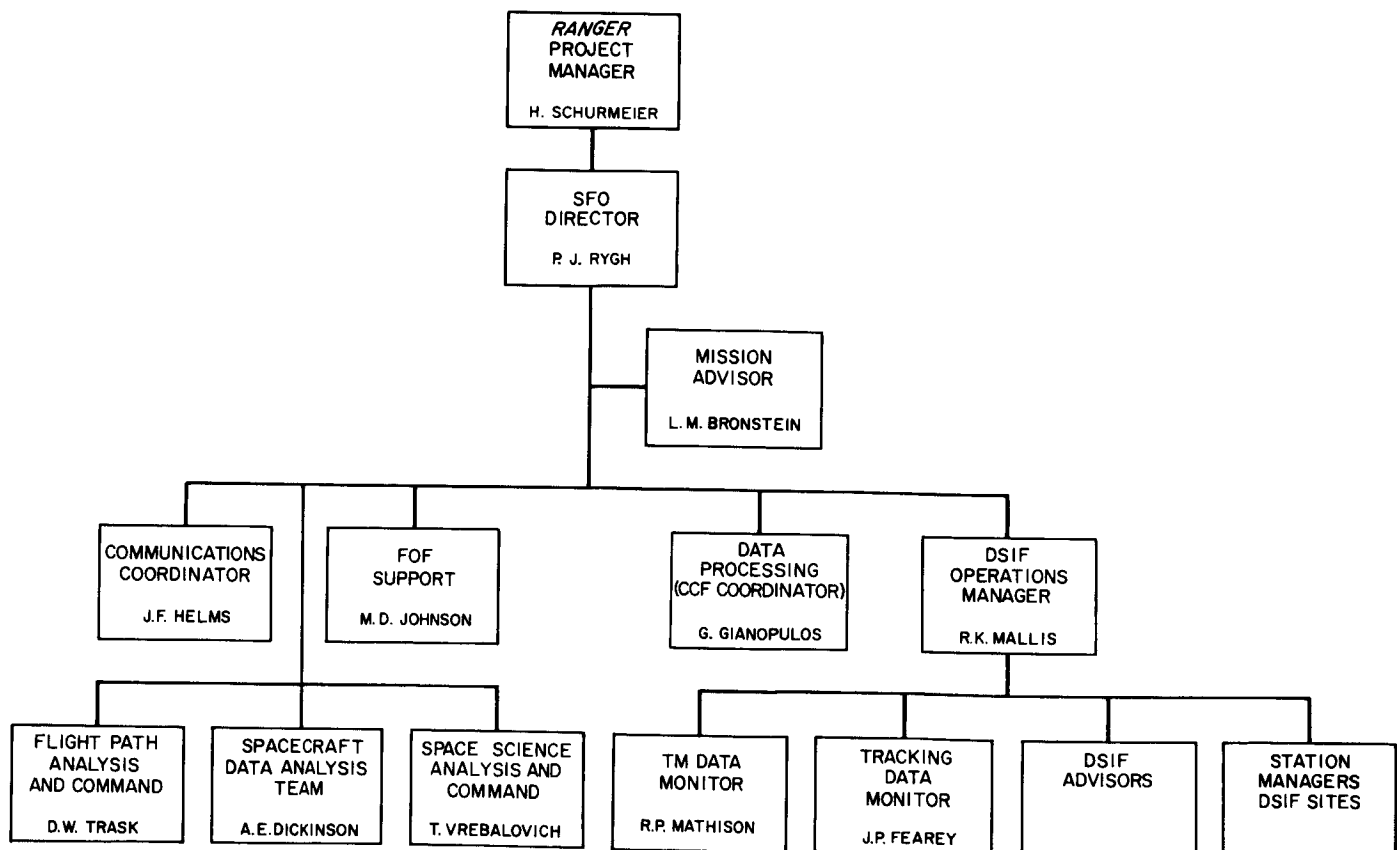 RANGER
PROJECT
MANAGER
H. SCHURMEIER
SFO
DIRECTOR
P. J. RYGH
MISSION
ADVISOR
L. M. BRONSTEIN
COMMUNICATIONS
COORDINATOR
J.F. HELMS
FOF
SUPPORT
M. D. JOHNSON
DATA
PROCESSING
(CCF COORDINATOR)
G. GIANOPULOS
DSIF
OPERATIONS
MANAGER
R.K. MALLIS
FLIGHT PATH
ANALYSIS
AND COMMAND
D.W. TRASK
SPACECRAFT
DATA ANALYSIS
TEAM
A.E. DICKINSON
SPACE SCIENCE
ANALYSIS AND
COMMAND
T. VREBALOVICH
TM DATA
MONITOR
R.P. MATHISON
TRACKING
DATA
MONITOR
J.P. FEAREY
DSIF
ADVISORS
STATION
MANAGERS
DSIF SITES